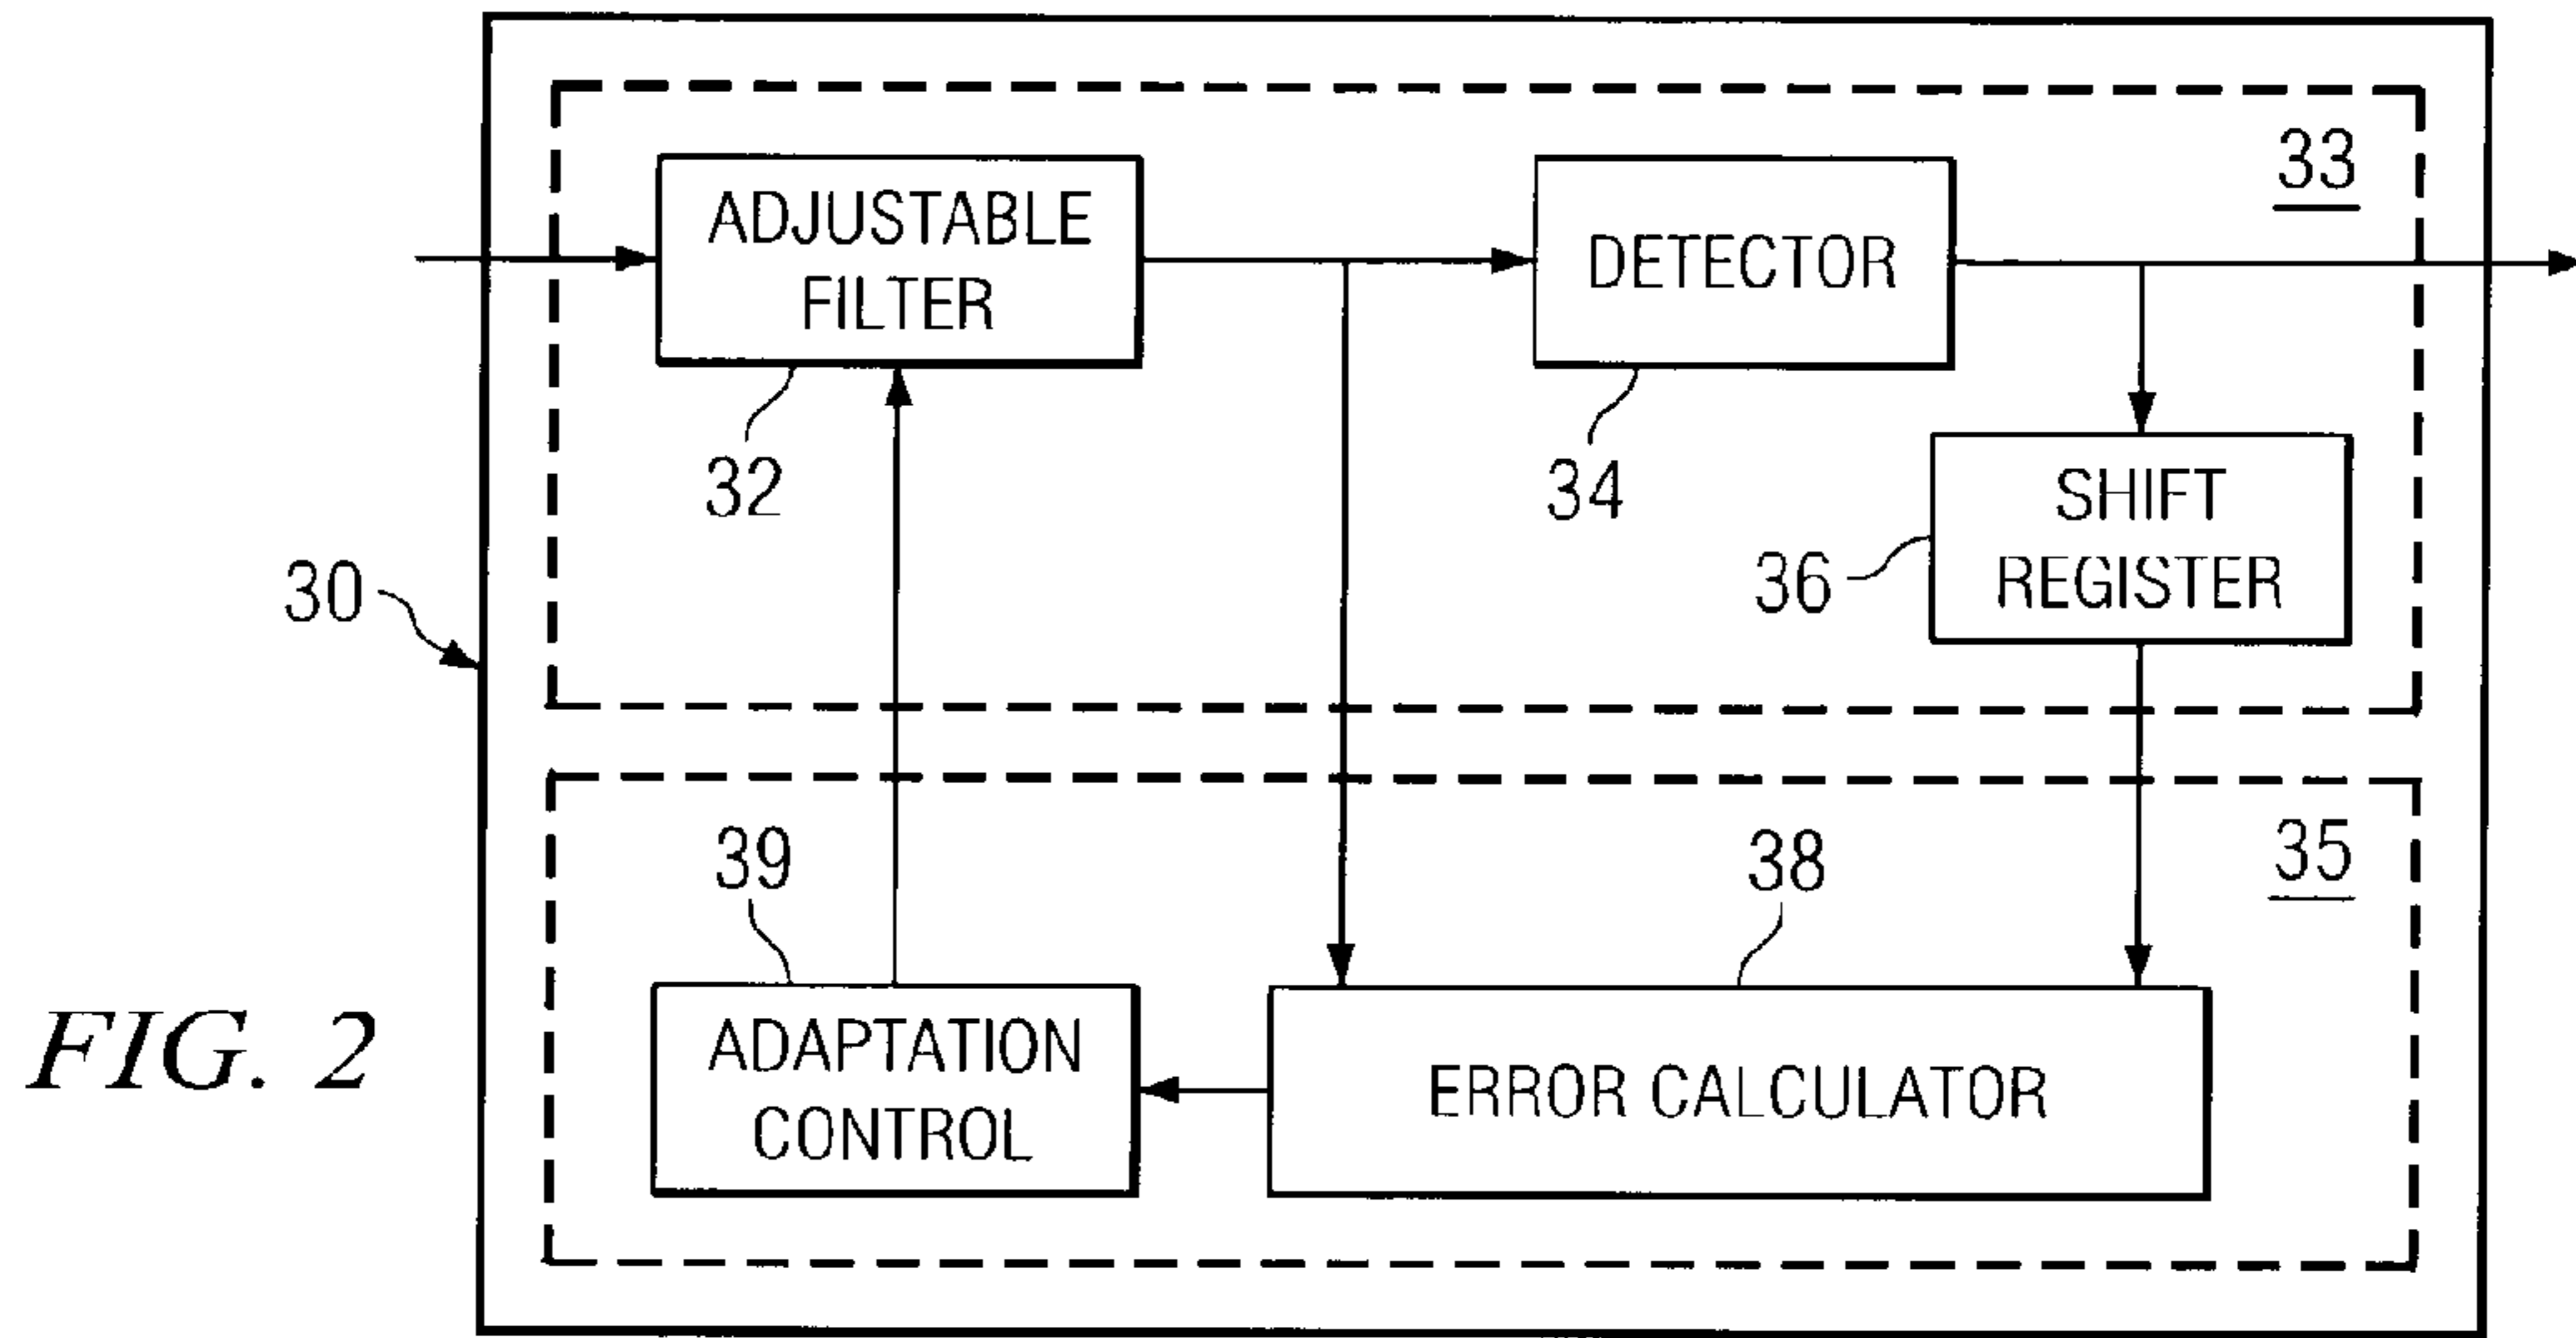 33
ADJUSTABLE
FILTER
DETECTOR
32
34
SHIFT
REGISTER
36
30
39
38
35
ADAPTATION
CONTROL
ERROR CALCULATOR
FIG. 2